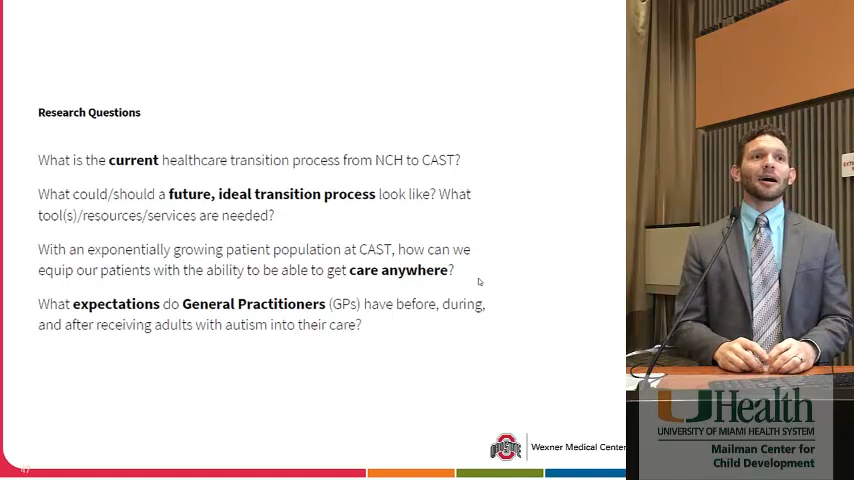 Research Questions
What is the current healthcare transition process from NCH to CAST?
What could/should a future, ideal transition process look like? What
tool(s)/resources/services are needed?
With an exponentially growing patient population at CAST, how can we
equip our patients with the ability to be able to get care anywhere?
What expectations do General Practitioners (GPs) have before, during,
and after receiving adults with autism into their care?
Wexner Medical Center
47
UHealth
UNIVERSITY OF MIAMI HEALTH SYSTEM
Mailman Center for
Child Development